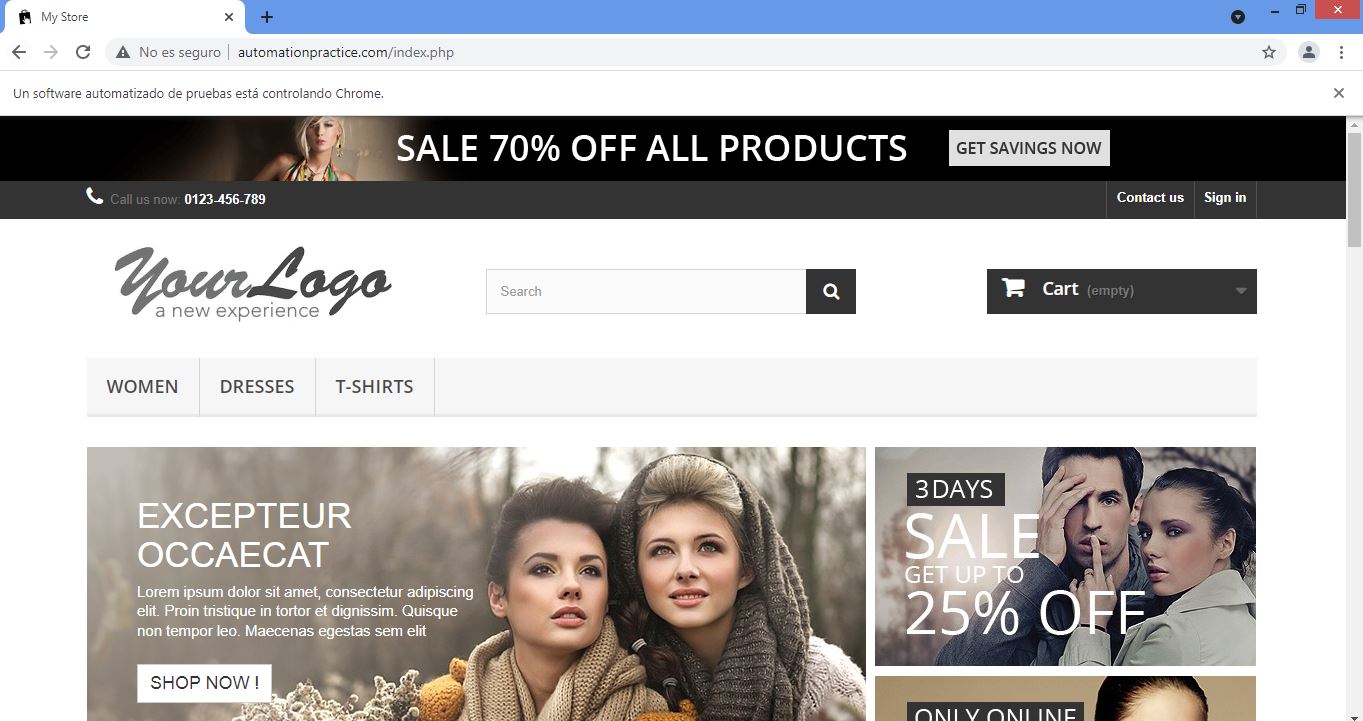 My Store
No es seguro
automationpractice.com/index.php
Un software automatizado de pruebas está controlando Chrome.
SALE 70% OFF ALL PRODUCTS
GET SAVINGS NOW
Call us now: 0123-456-789
Contact us
Sign in
YourLogo
a new experience
Search
Cart (empty)
WOMEN
DRESSES
T-SHIRTS
EXCEPTEUR
OCCAECAT
Lorem ipsum dolor sit amet, consectetur adipiscing
elit. Proin tristique in tortor et dignissim. Quisque
non tempor leo. Maecenas egestas sem elit
SHOP NOW !
3 DAYS
SALE
GET UP TO
25% OFF
ONLY ONLINE